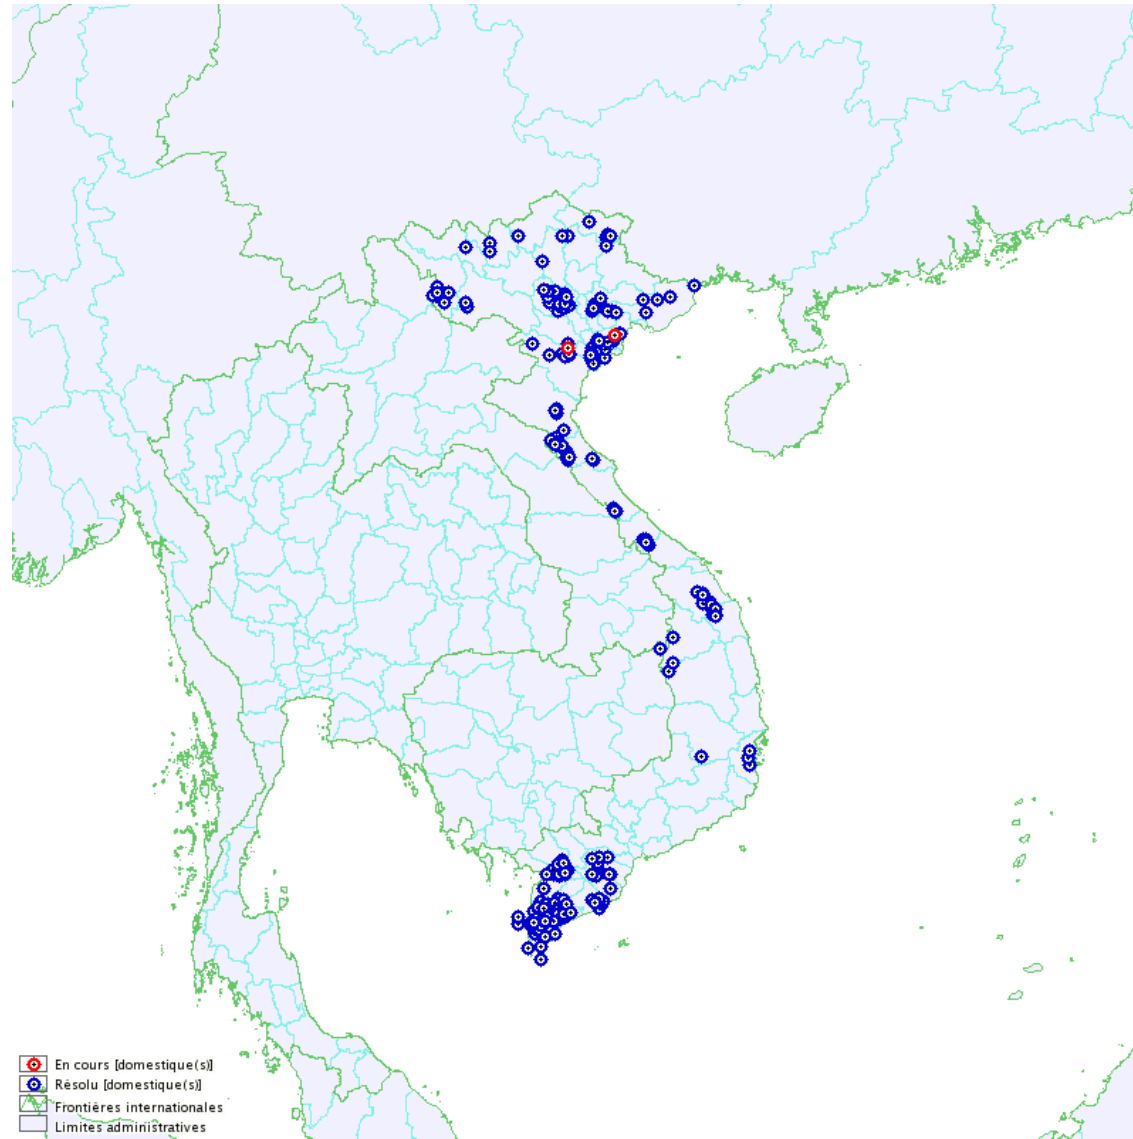 En cours [domestique(s)]
Résolu [domestique(s)]
Frontières internationales
Limites administratives